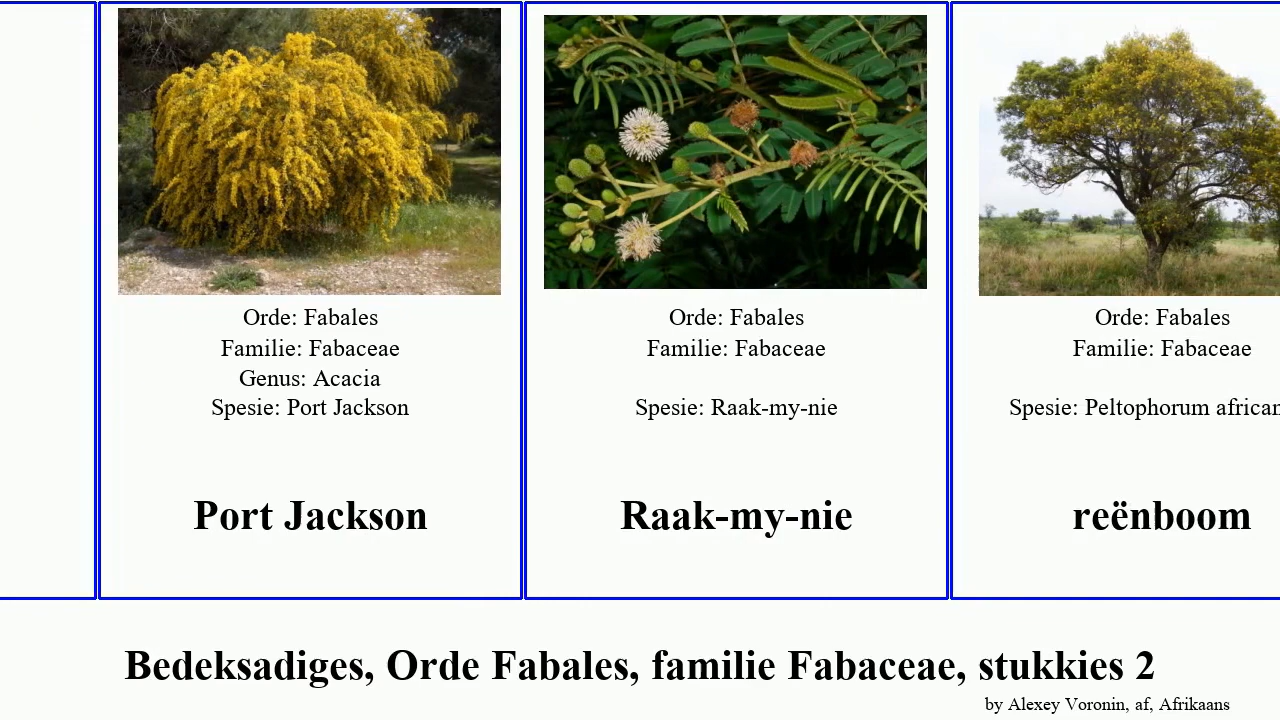 Orde: Fabales
Familie: Fabaceae
Genus: Acacia
Spesie: Port Jackson
Port Jackson
Orde: Fabales
Familie: Fabaceae
Spesie: Raak-my-nie
Raak-my-nie
Orde: Fabales
Familie: Fabaceae
Spesie: Peltophorum
reënboom
Bedeksadiges, Orde Fabales, familie Fabaceae, stukkies 2
by Alexey Voronin, af, Afrikaans